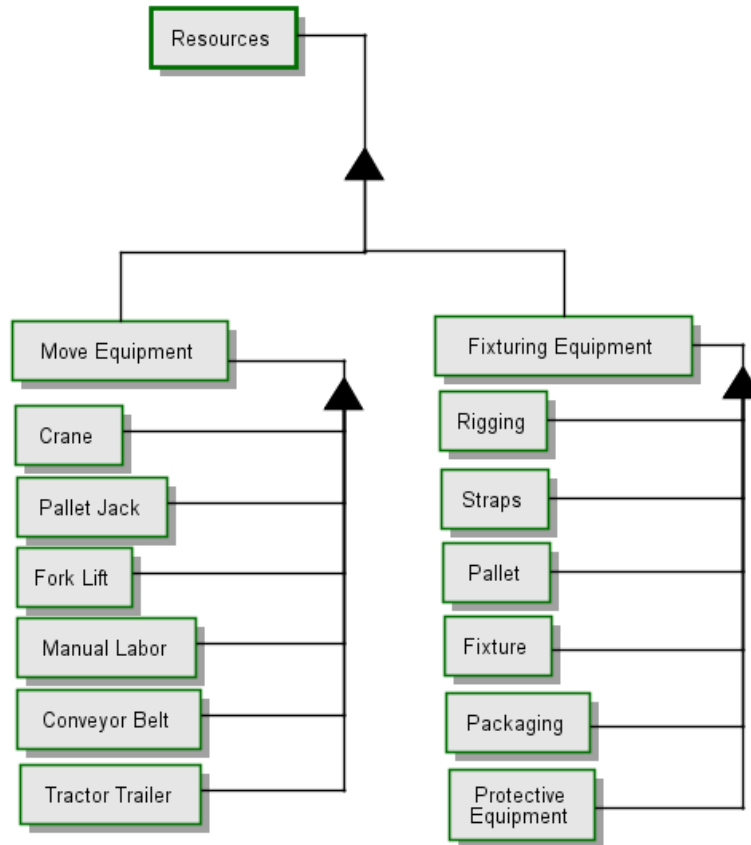 Resources
Move Equipment
Crane
Pallet Jack
Fork Lift
Manual Labor
Conveyor Belt
Tractor Trailer
Fixturing Equipment
Rigging
Straps
Pallet
Fixture
Packaging
Protective
Equipment